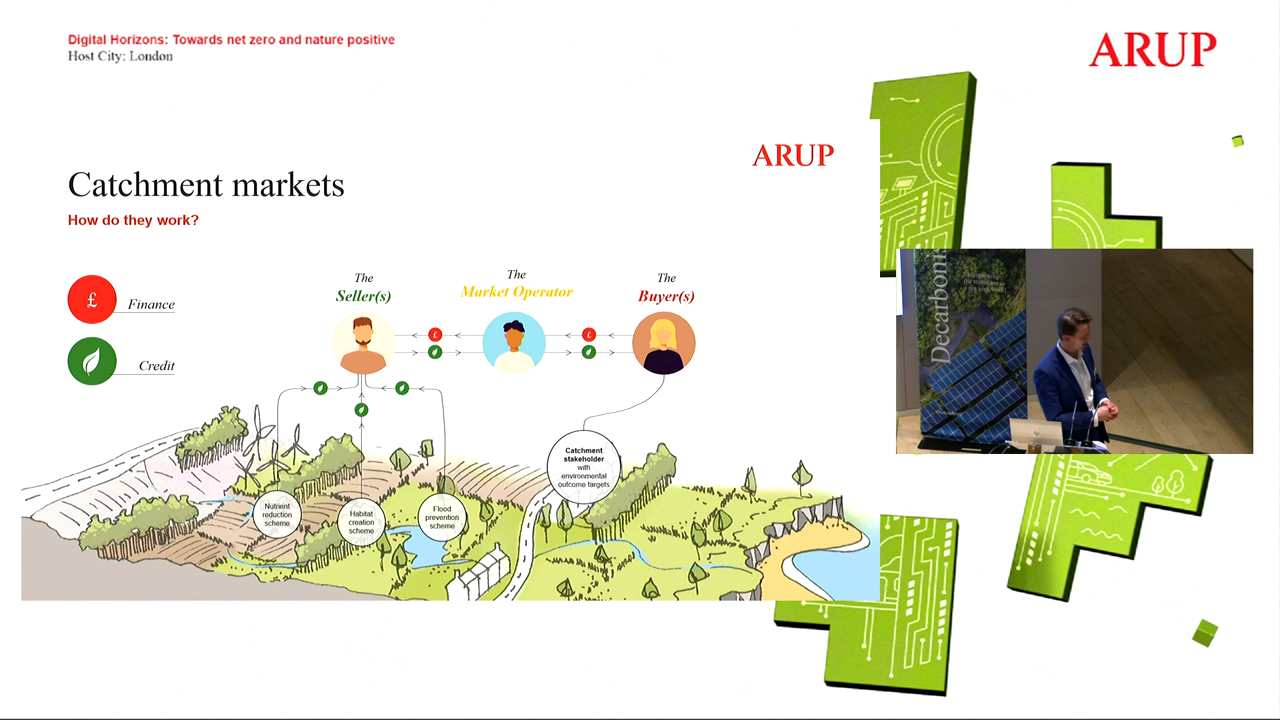 Digital Horizons: Towards net zero and nature positive
Host City: London
ARUP
ARUP
Catchment markets
How do they work?
£
Finance
Credit
The
Seller(s)
The
Market Operator
The
Buyer(s)
£
£
Catchment
stakeholder
with
environmental
outcome targets
Nutrient
reduction
scheme
Habitat
creation
scheme
Flood
prevention
scheme